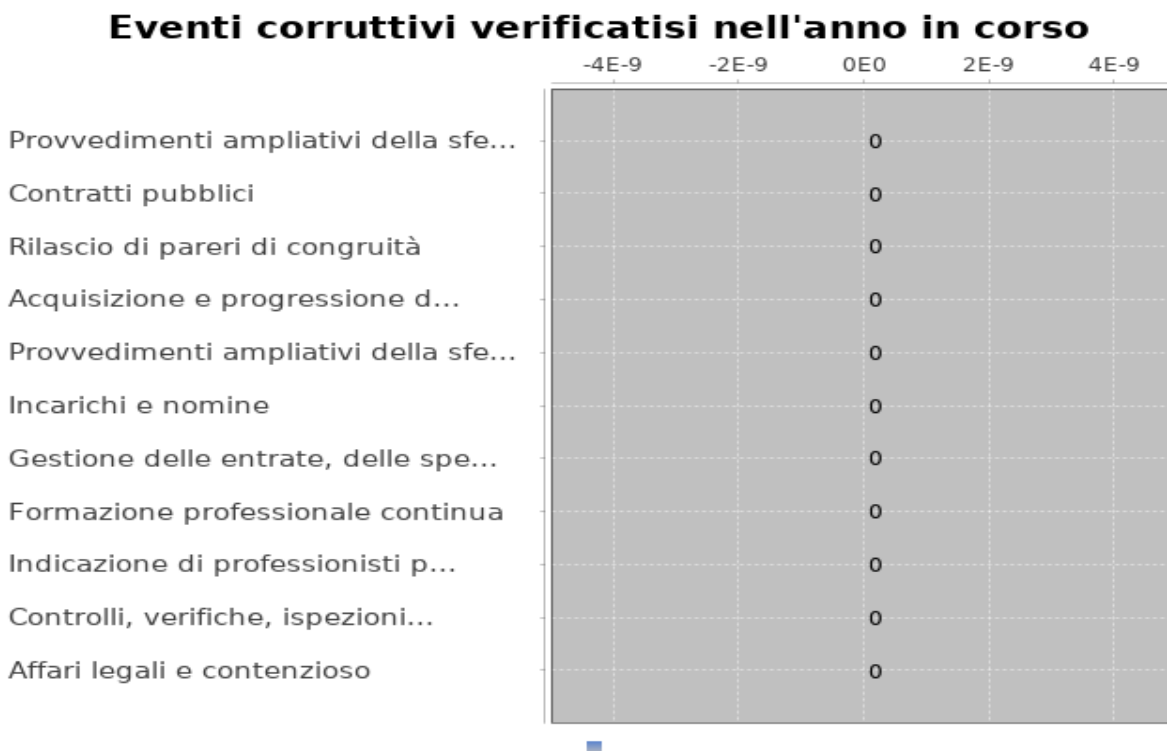 Eventi corruttivi verificatisi nell'anno in corso
-4E-9 -2E-9 0E0 2E-9 4E-9
Provvedimenti ampliativi della sfe... 0
Contratti pubblici 0
Rilascio di pareri di congruità 0
Acquisizione e progressione d... 0
Provvedimenti ampliativi della sfe... 0
Incarichi e nomine 0
Gestione delle entrate, delle spe... 0
Formazione professionale continua 0
Indicazione di professionisti p... 0
Controlli, verifiche, ispezioni... 0
Affari legali e contenzioso 0